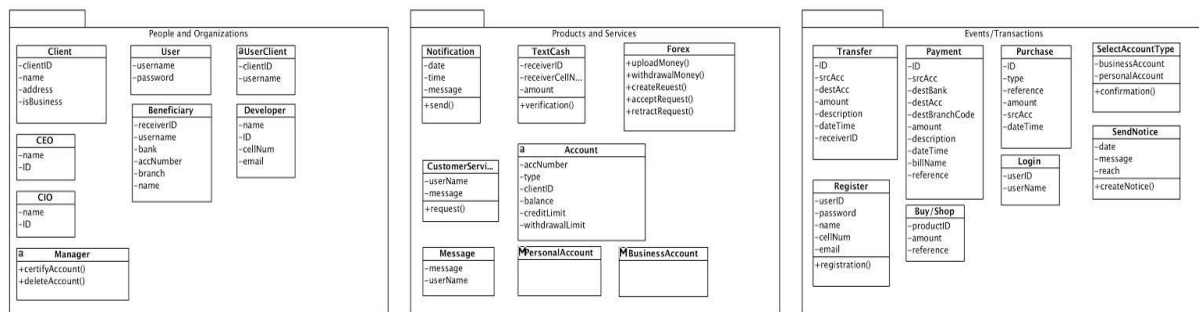 People and Organizations
Client
-clientID
-name
-address
-isBusiness
User
-username
-password
a UserClient
-clientID
-username
Beneficiary
-receiverID
-username
-bank
-accNumber
-branch
-name
Developer
-name
-ID
-cellNum
-email
CEO
-name
-ID
CIO
-name
-ID
a Manager
+certifyAccount()
+deleteAccount()
Products and Services
Notification
-date
-time
-message
+send()
TextCash
-receiverID
-receiverCellN...
-amount
+verification()
Forex
+uploadMoney()
+withdrawalMoney()
+createReuest()
+acceptRequest()
+retractRequest()
CustomerServi...
-userName
-message
+request()
a Account
-accNumber
-type
-clientID
-balance
-creditLimit
-withdrawalLimit
Message
-message
-userName
M PersonalAccount
M BusinessAccount
Events/Transactions
Transfer
-ID
-srcAcc
-destAcc
-amount
-description
-dateTime
-receiverID
Payment
-ID
-srcAcc
-destBank
-destAcc
-destBranchCode
-amount
-description
-dateTime
-billName
-reference
Purchase
-ID
-type
-reference
-amount
-srcAcc
-dateTime
SelectAccountType
-businessAccount
-personalAccount
+confirmation()
SendNotice
-date
-message
-reach
+createNotice()
Login
-userID
-userName
Register
-userID
-password
-name
-cellNum
-email
+registration()
Buy/Shop
-productID
-amount
-reference